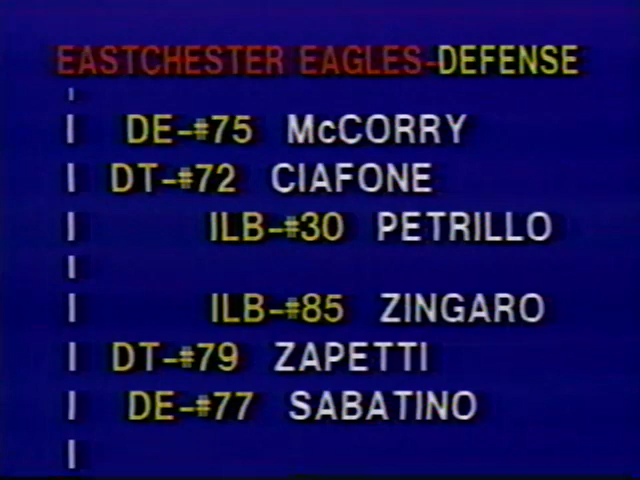 EASTCHESTER EAGLES-DEFENSE
DE-#75 McCORRY
DT-#72 CIAFONE
ILB-#30 PETRILLO
ILB-#85 ZINGARO
DT-#79 ZAPETTI
DE-#77 SABATINO